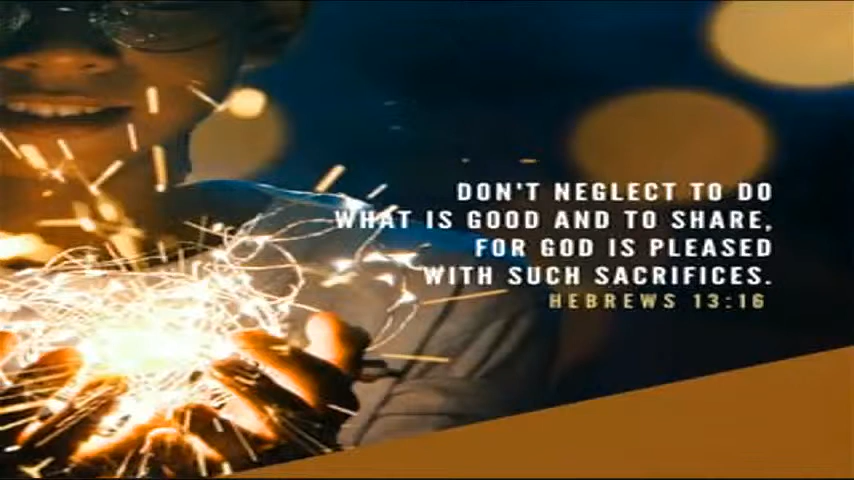 DON'T NEGLECT TO DO
WHAT IS GOOD AND TO SHARE,
FOR GOD IS PLEASED
WITH SUCH SACRIFICES.
HEBREWS 13:16